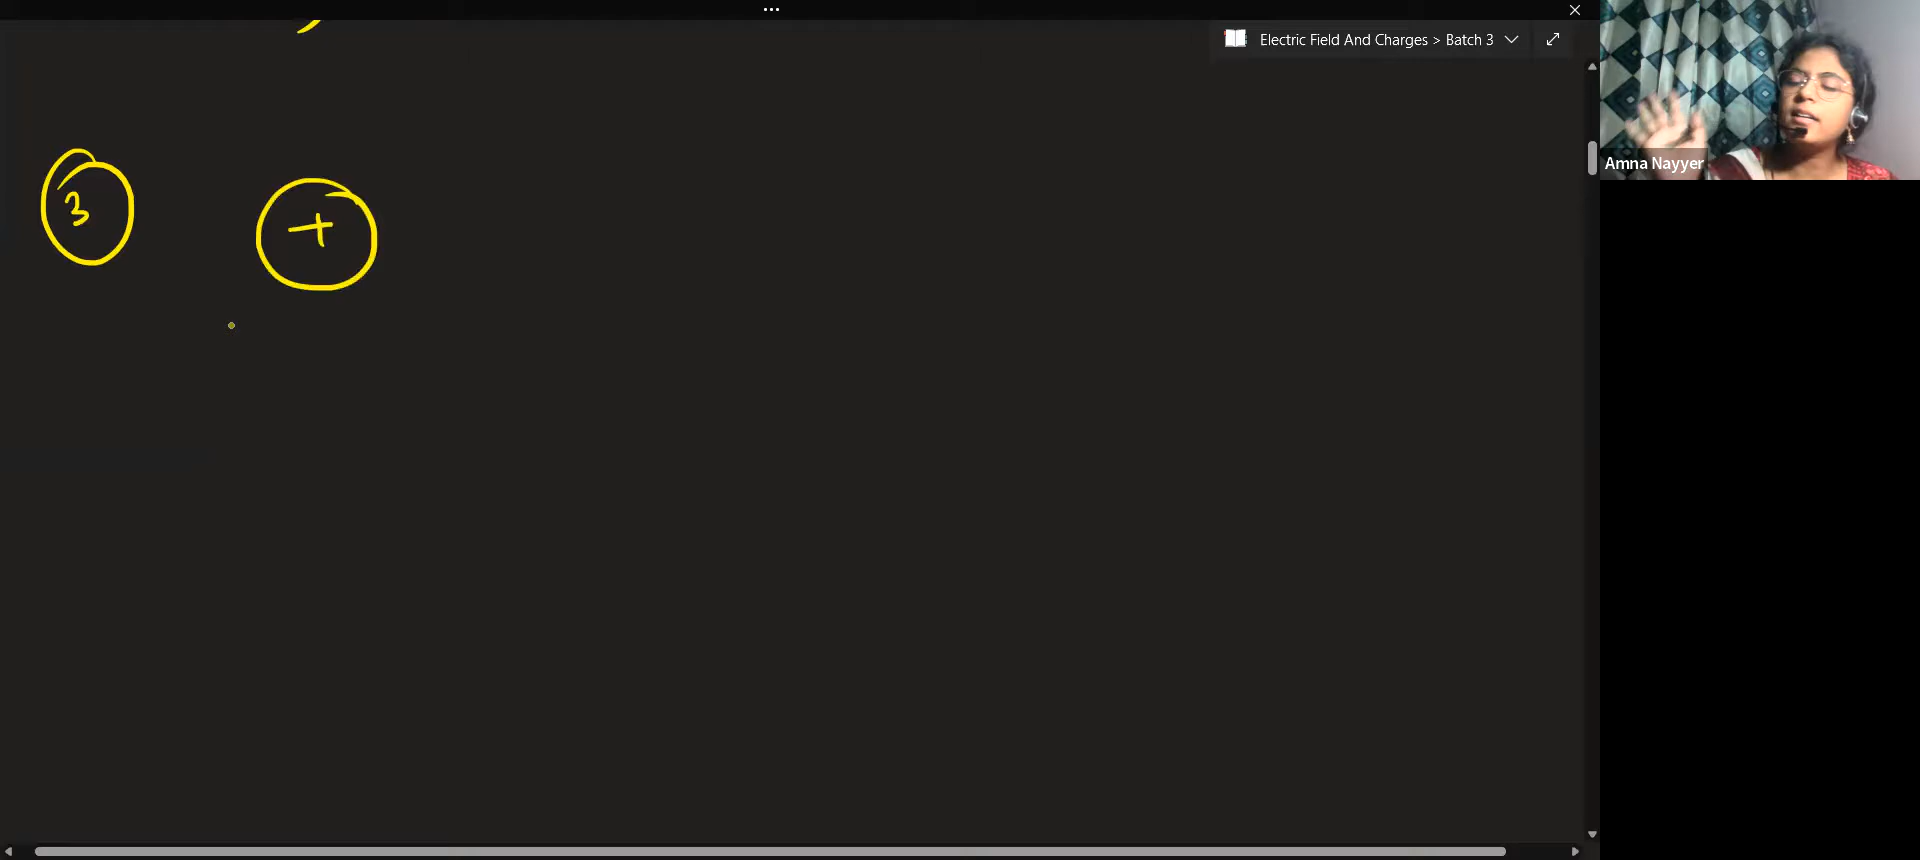 Electric Field And Charges > Batch 3
Amna Nayyer
3
+